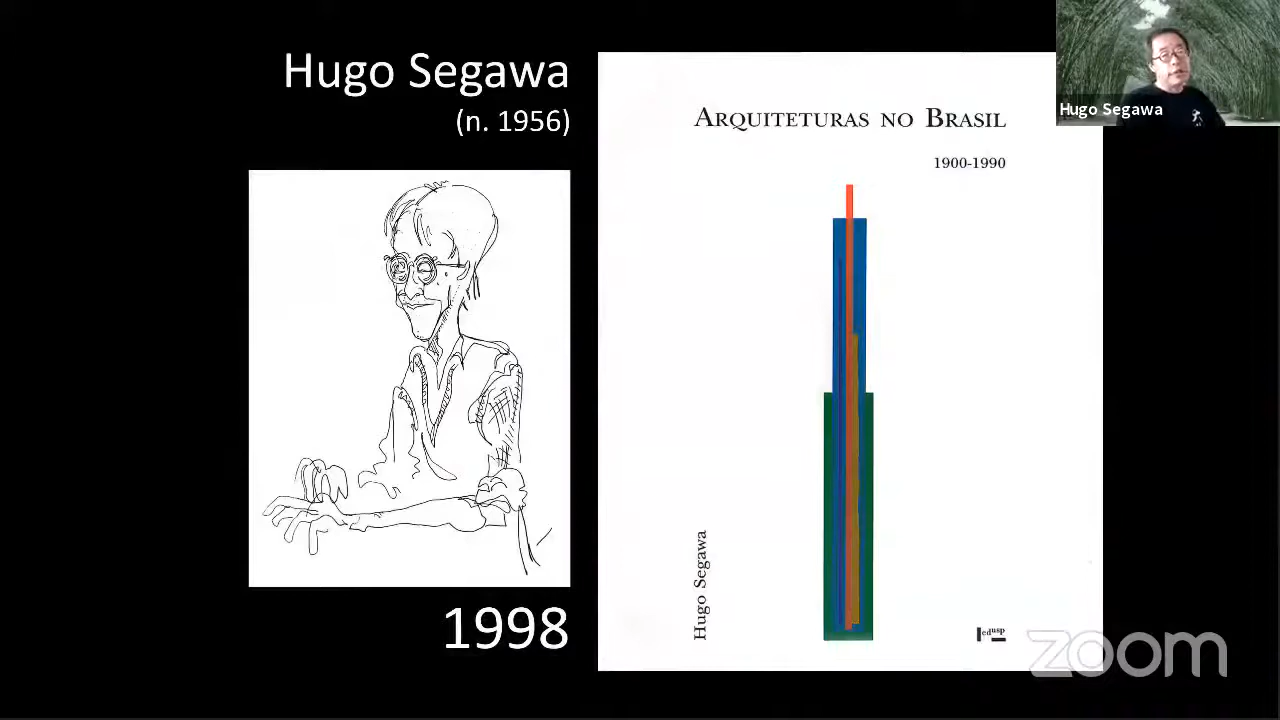 Hugo Segawa
(n. 1956)
1998
ARQUITETURAS NO BRASIL
1900-1990
Hugo Segawa
edusp
Hugo Segawa
zoom